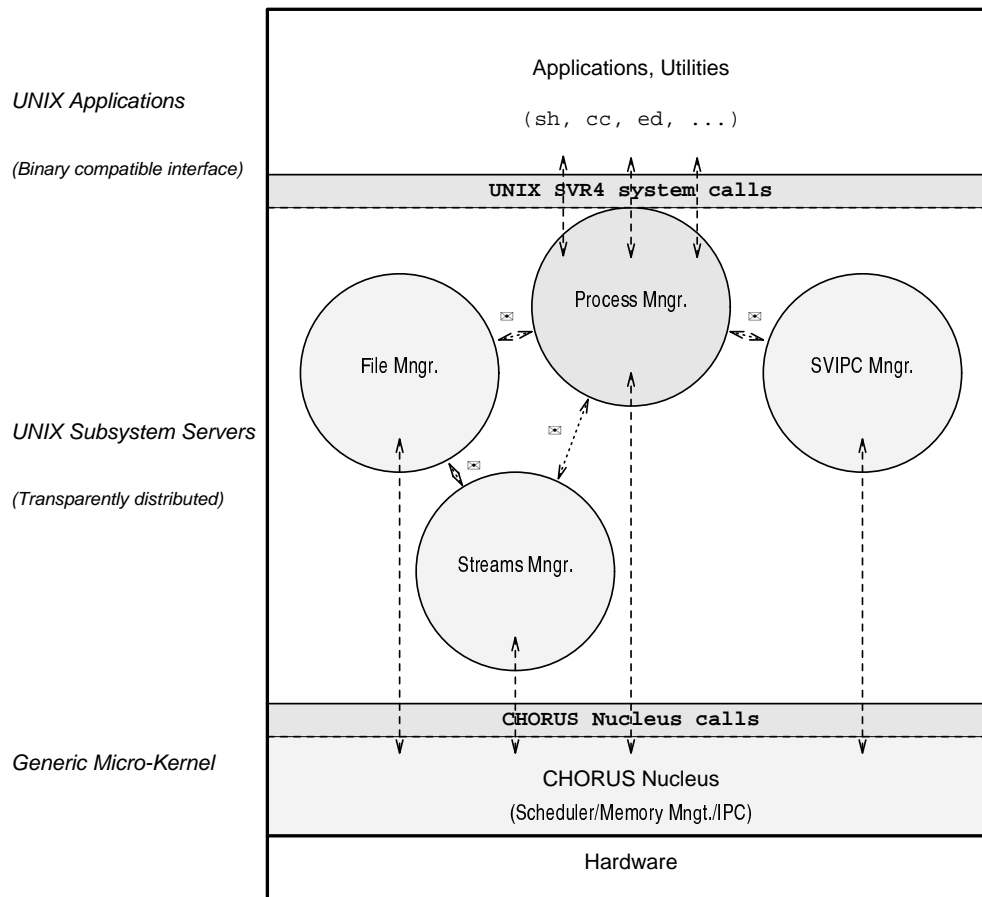 Applications, Utilities
UNIX Applications
(sh, cc, ed, ...)
(Binary compatible interface)
UNIX SVR4 system calls
Process Mngr.
File Mngr.
SVIPC Mngr.
UNIX Subsystem Servers
(Transparently distributed)
Streams Mngr.
CHORUS Nucleus calls
Generic Micro-Kernel
CHORUS Nucleus
(Scheduler/Memory Mngt./IPC)
Hardware